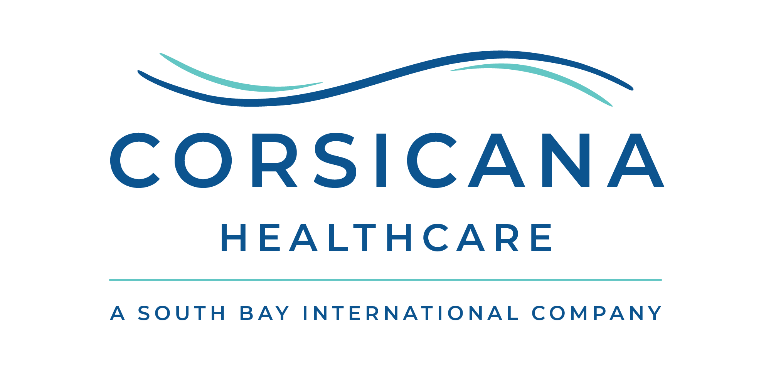 CORSICANA
HEALTHCARE
A SOUTH BAY INTERNATIONAL COMPANY